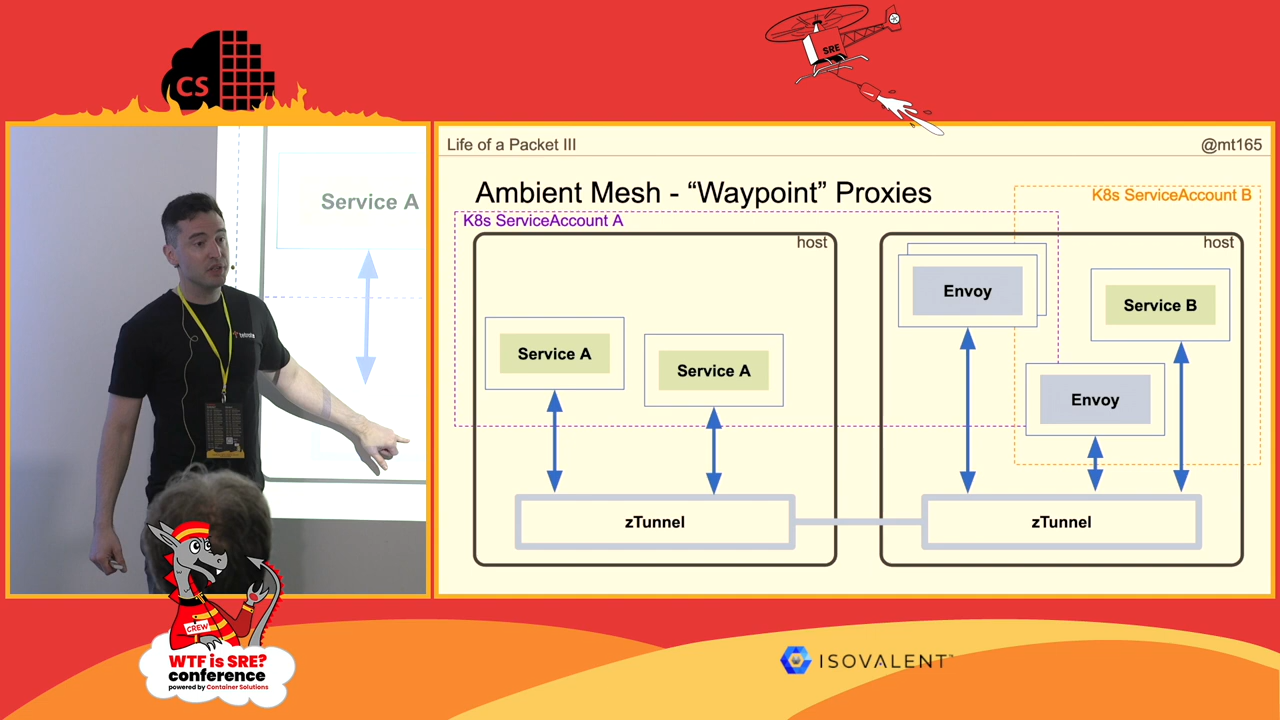 CS
SRE
Life of a Packet III
@mt165
Ambient Mesh - “Waypoint” Proxies
K8s ServiceAccount A
K8s ServiceAccount B
host
host
Envoy
Service B
Service A
Service A
Envoy
zTunnel
zTunnel
Service A
CREW
WTF is SRE?
conference
powered by Container Solutions
ISOVALENT